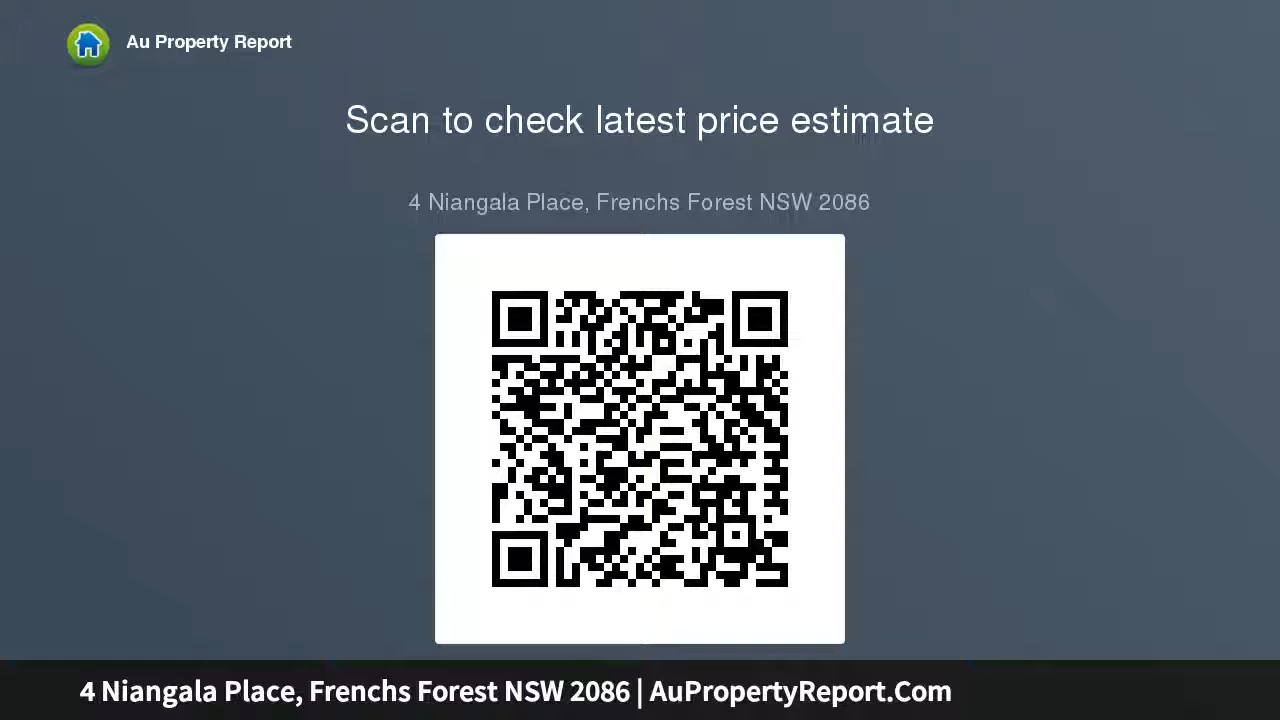 Au Property Report
Scan to check latest price estimate
4 Niangala Place, Frenchs Forest NSW 2086
4 Niangala Place, Frenchs Forest NSW 2086 | AuPropertyReport.Com